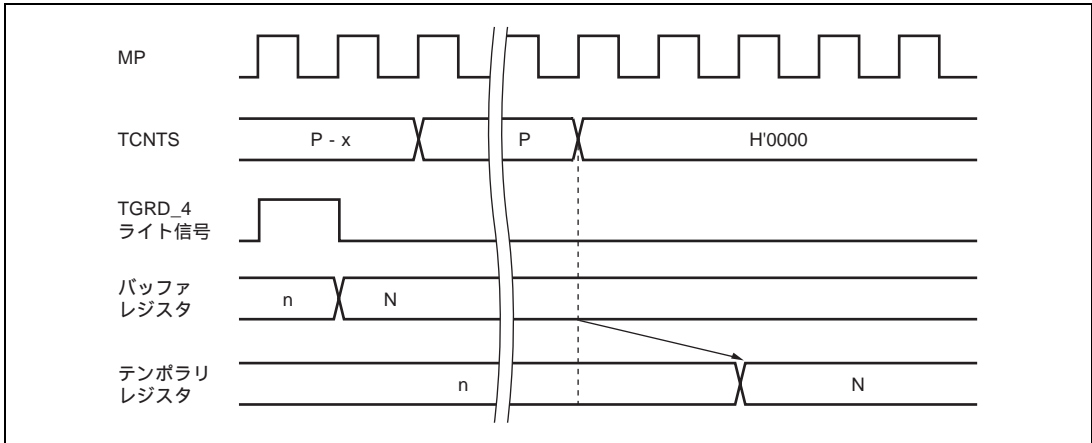 MP
TCNTS
P - x
P
H'0000
TGRD_4
ライト信号
バッファ
レジスタ
n
N
テンポラリ
レジスタ
n
N